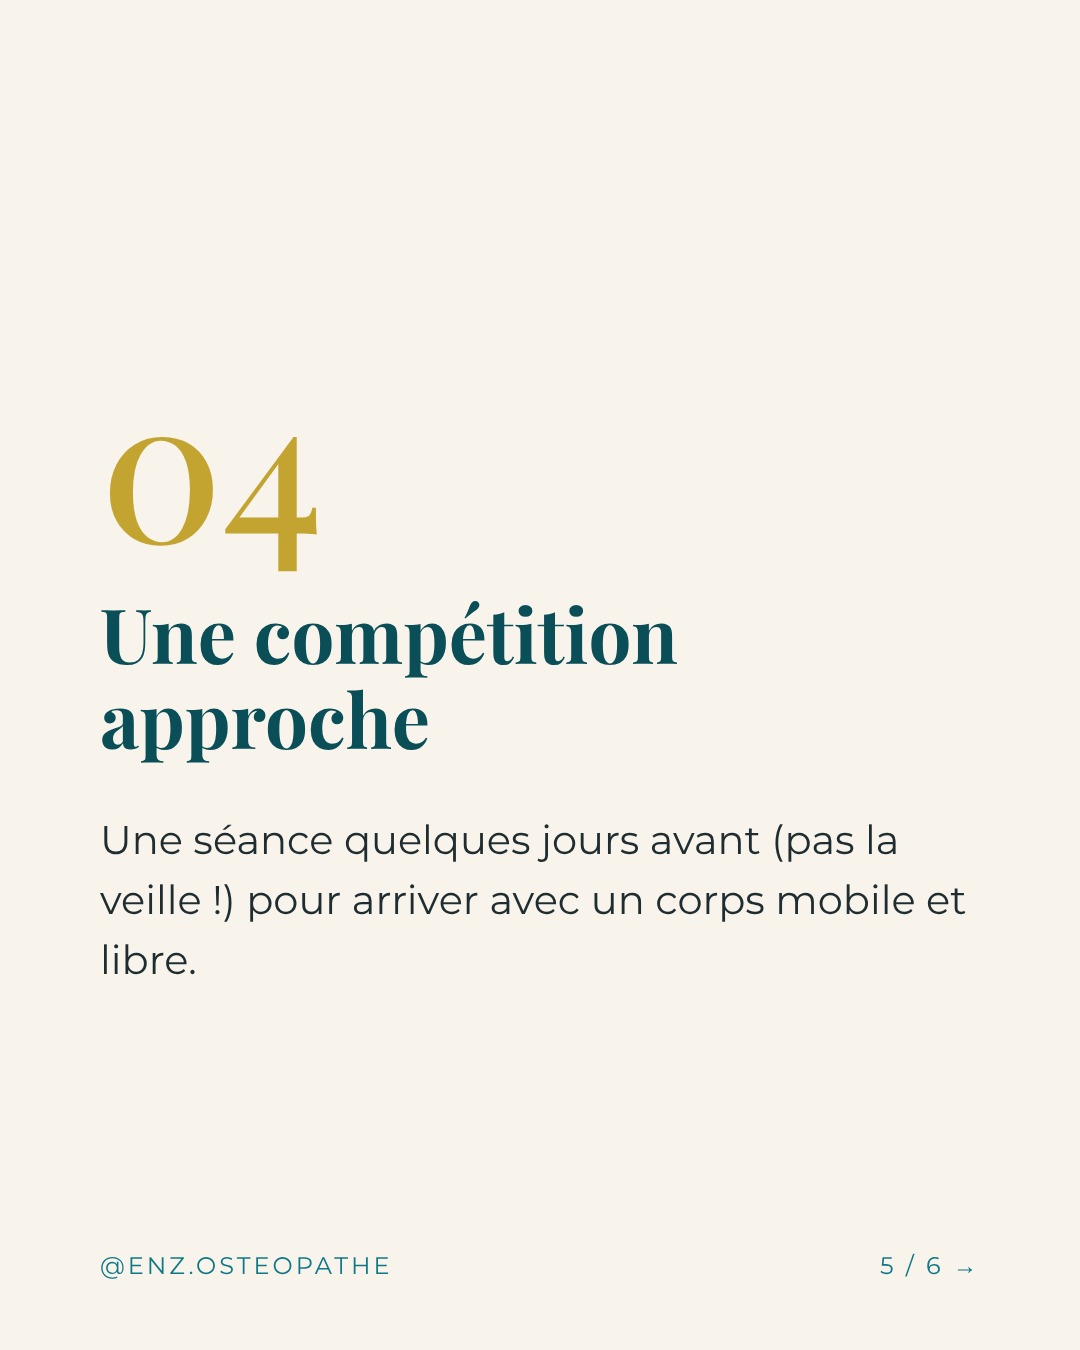 04
Une compétition
approche
Une séance quelques jours avant (pas la
veille !) pour arriver avec un corps mobile et
libre.
@ENZ.OSTEOPATHE
5 / 6 →